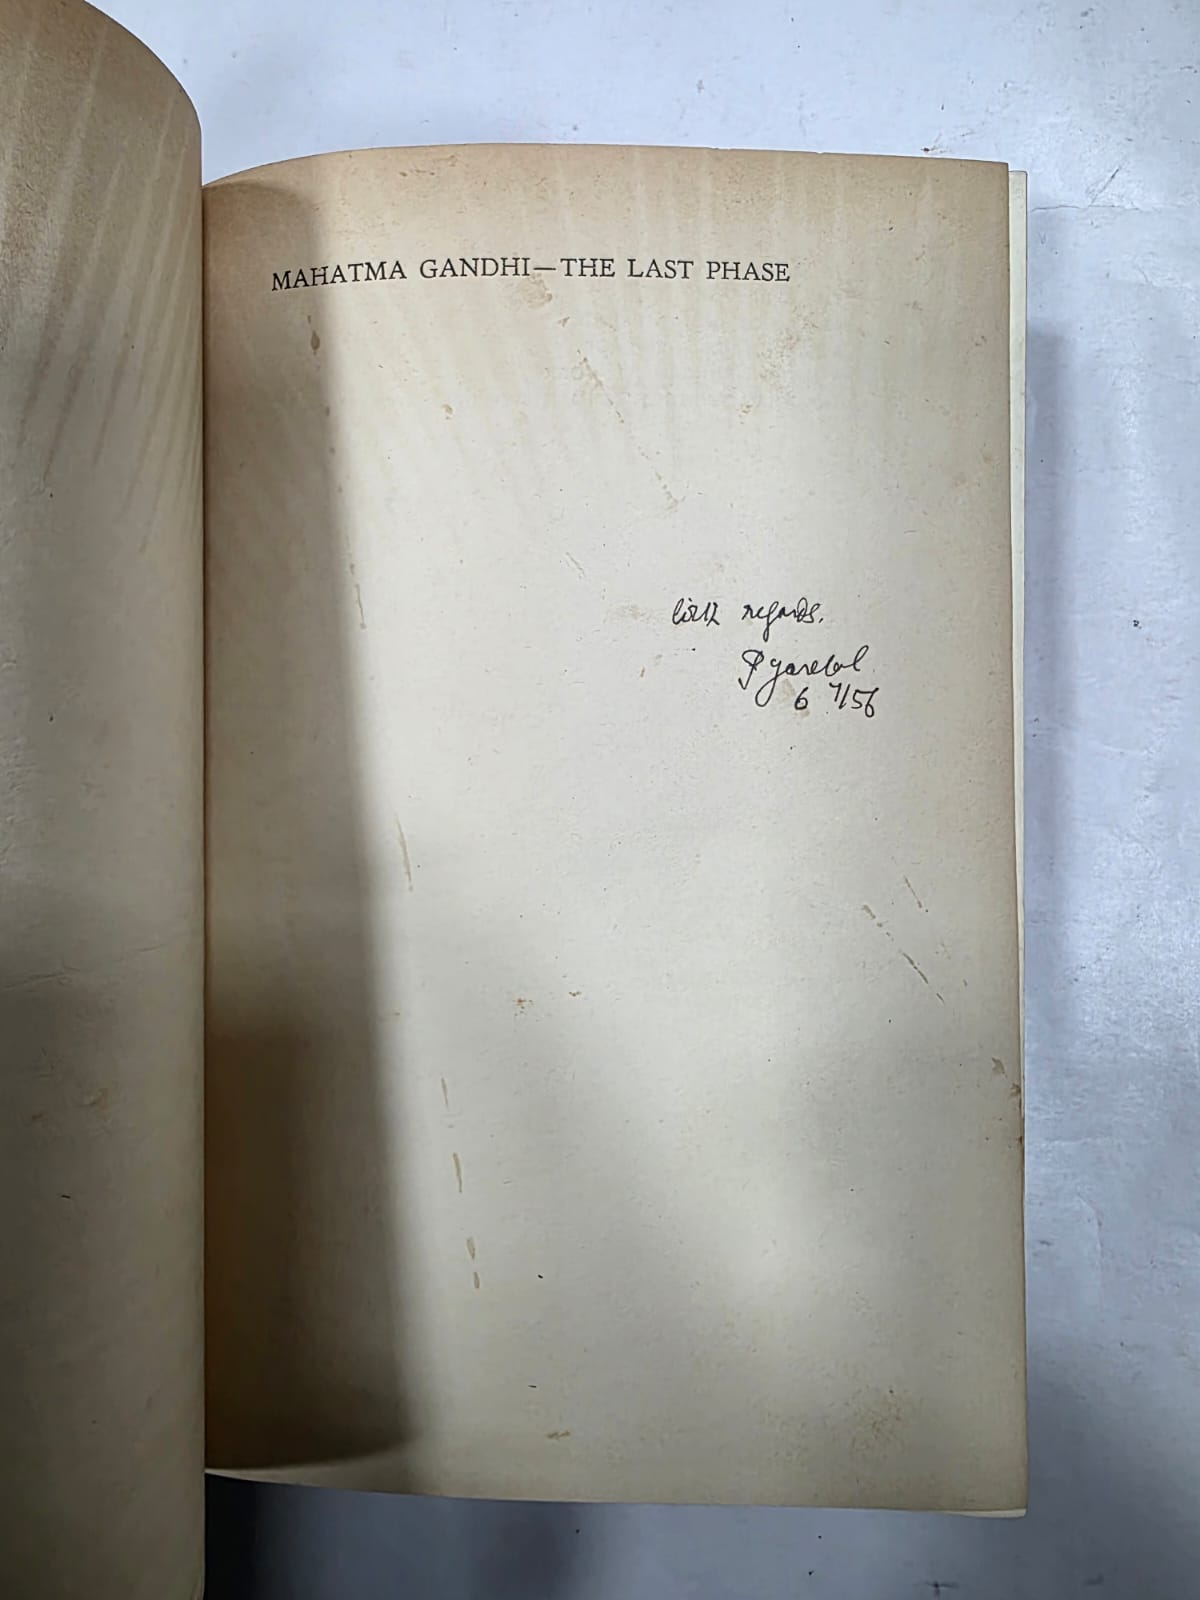 MAHATMA GANDHI—THE LAST PHASE
with regards.
Pyarelal
6 7/56